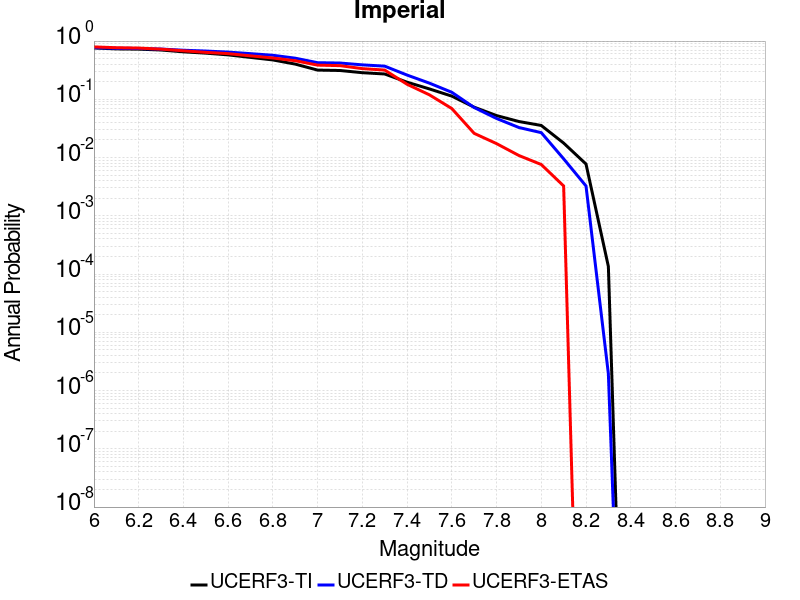 Imperial
10^0
10^-1
10^-2
10^-3
10^-4
10^-5
10^-6
10^-7
10^-8
Annual Probability
6 6.2 6.4 6.6 6.8 7 7.2 7.4 7.6 7.8 8 8.2 8.4 8.6 8.8 9
Magnitude
UCERF3-TI UCERF3-TD UCERF3-ETAS